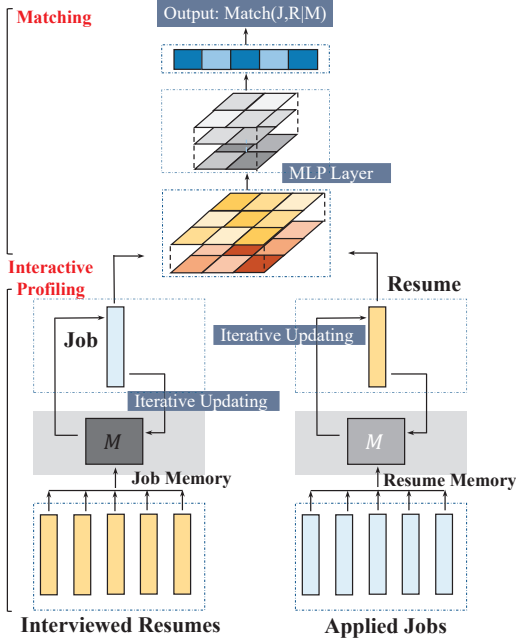 Matching
Output: Match(J,R|M)
MLP Layer
Interactive
Profiling
Resume
Job
Iterative Updating
Iterative Updating
M
M
Job Memory
Resume Memory
Interviewed Resumes
Applied Jobs